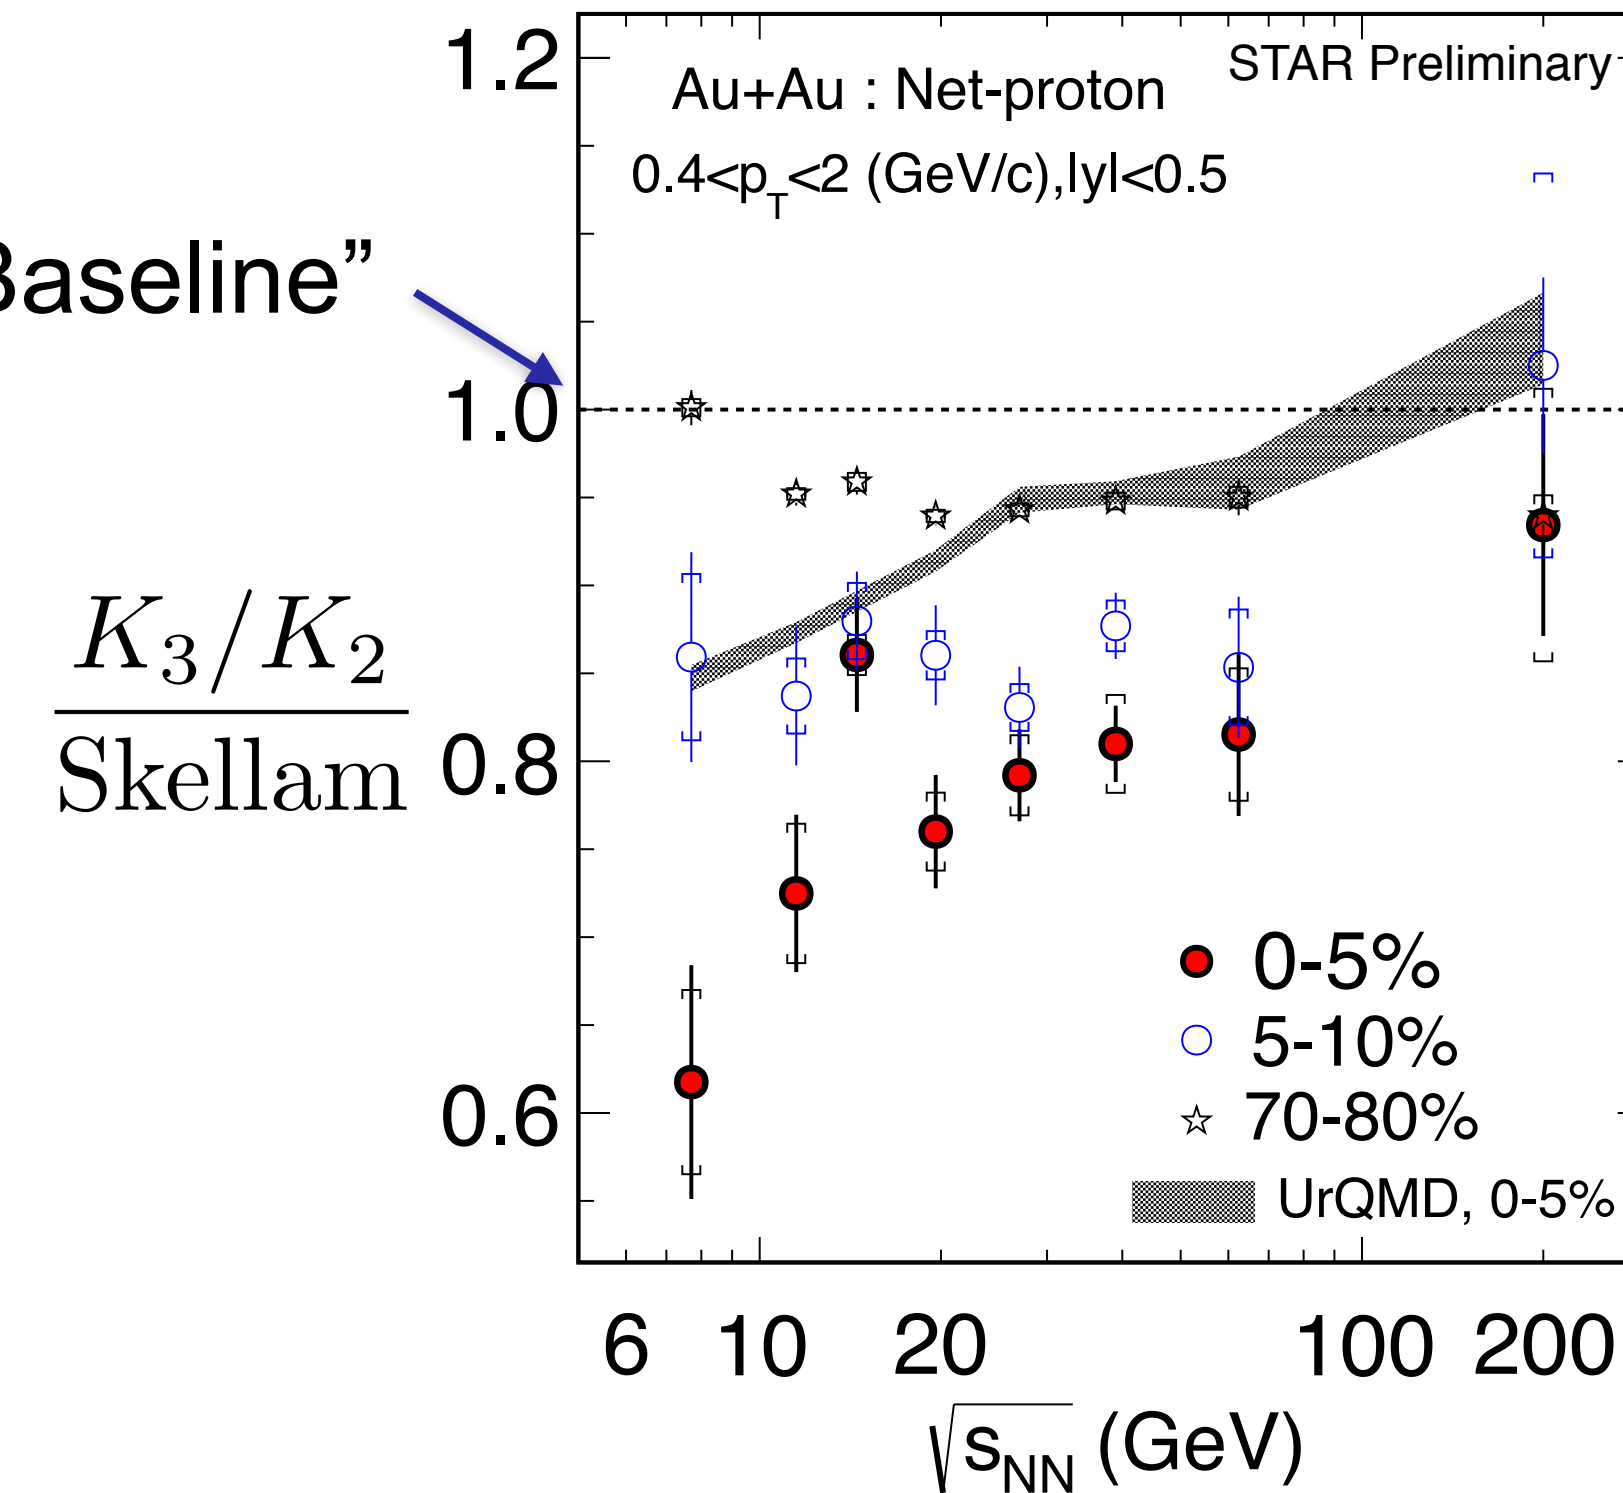 1.2
Au+Au : Net-proton
STAR Preliminary
0.4<p_T<2 (GeV/c),|y|<0.5
Baseline”
1.0
K_3/K_2
Skellam
0.8
0-5%
5-10%
0.6
70-80%
UrQMD, 0-5%
6 10 20 100 200
√s_NN (GeV)